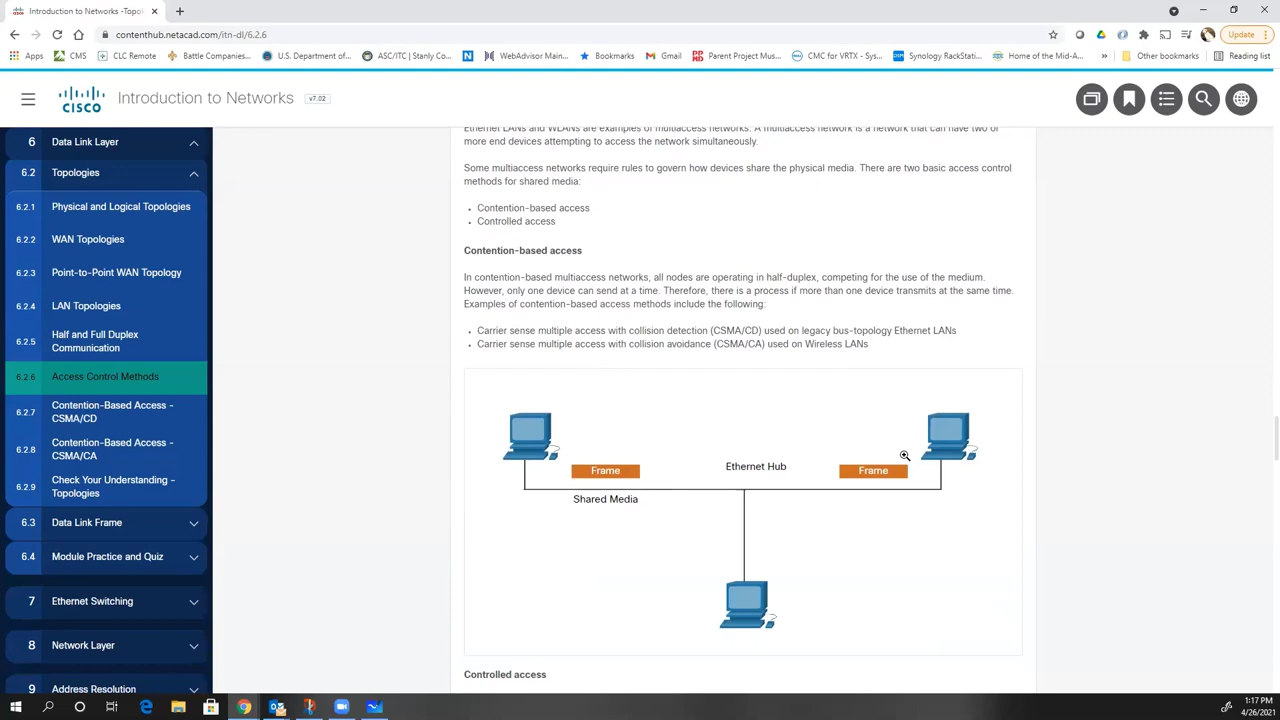 Introduction to Networks -Topol
contenthub.netacad.com/itn-dl/6.2.6
Update
Apps
CMS
CLC Remote
Battle Companies...
U.S. Department of...
ASC/ITC | Stanly Co...
WebAdvisor Main...
Bookmarks
Gmail
Parent Project Mus...
CMC for VRTX - Sys...
Synology RackStati...
Home of the Mid-A...
»
Other bookmarks
Reading list
CISCO
Introduction to Networks
v7.02
6 Data Link Layer
6.2 Topologies
6.2.1 Physical and Logical Topologies
6.2.2 WAN Topologies
6.2.3 Point-to-Point WAN Topology
6.2.4 LAN Topologies
6.2.5 Half and Full Duplex
Communication
6.2.6 Access Control Methods
6.2.7 Contention-Based Access -
CSMA/CD
6.2.8 Contention-Based Access -
CSMA/CA
6.2.9 Check Your Understanding -
Topologies
6.3 Data Link Frame
6.4 Module Practice and Quiz
7 Ethernet Switching
8 Network Layer
9 Address Resolution
Ethernet LANs and WLANs are examples of multiaccess networks. A multiaccess network is a network that can have two or
more end devices attempting to access the network simultaneously.
Some multiaccess networks require rules to govern how devices share the physical media. There are two basic access control
methods for shared media:
• Contention-based access
• Controlled access
Contention-based access
In contention-based multiaccess networks, all nodes are operating in half-duplex, competing for the use of the medium.
However, only one device can send at a time. Therefore, there is a process if more than one device transmits at the same time.
Examples of contention-based access methods include the following:
• Carrier sense multiple access with collision detection (CSMA/CD) used on legacy bus-topology Ethernet LANs
• Carrier sense multiple access with collision avoidance (CSMA/CA) used on Wireless LANs
Ethernet Hub
Frame
Frame
Shared Media
Controlled access
1:17 PM
4/26/2021